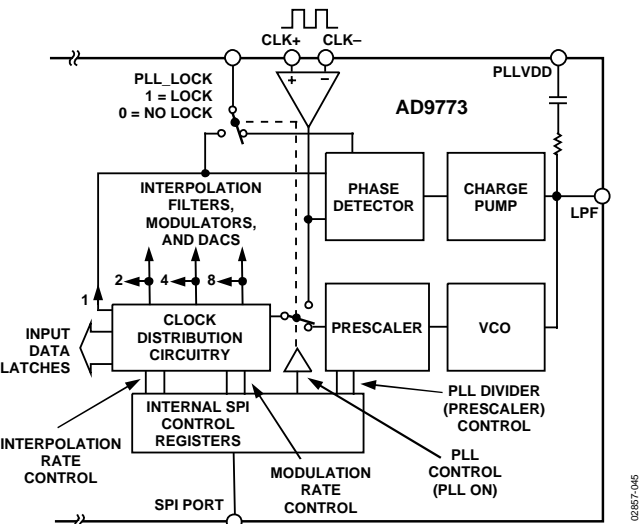 CLK+ CLK–
PLLVDD
PLL_LOCK
1 = LOCK
0 = NO LOCK
+ –
AD9773
INTERPOLATION
FILTERS,
MODULATORS,
AND DACS
PHASE
DETECTOR
CHARGE
PUMP
LPF
2 4 8
1
CLOCK
DISTRIBUTION
CIRCUITRY
PRESCALER
VCO
INPUT
DATA
LATCHES
INTERNAL SPI
CONTROL
REGISTERS
PLL DIVIDER
(PRESCALER)
CONTROL
INTERPOLATION
RATE
CONTROL
MODULATION
RATE
CONTROL
PLL
CONTROL
(PLL ON)
SPI PORT
02857-045